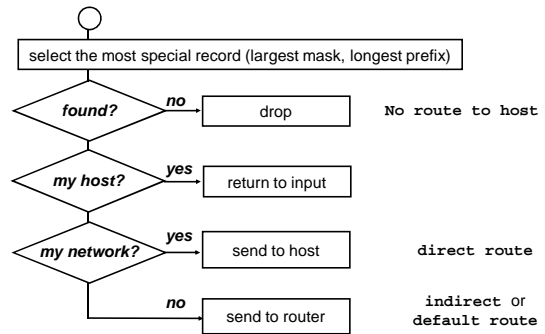 select the most special record (largest mask, longest prefix)
found?
no
drop
No route to host
my host?
yes
return to input
my network?
yes
send to host
direct route
no
send to router
indirect or
default route